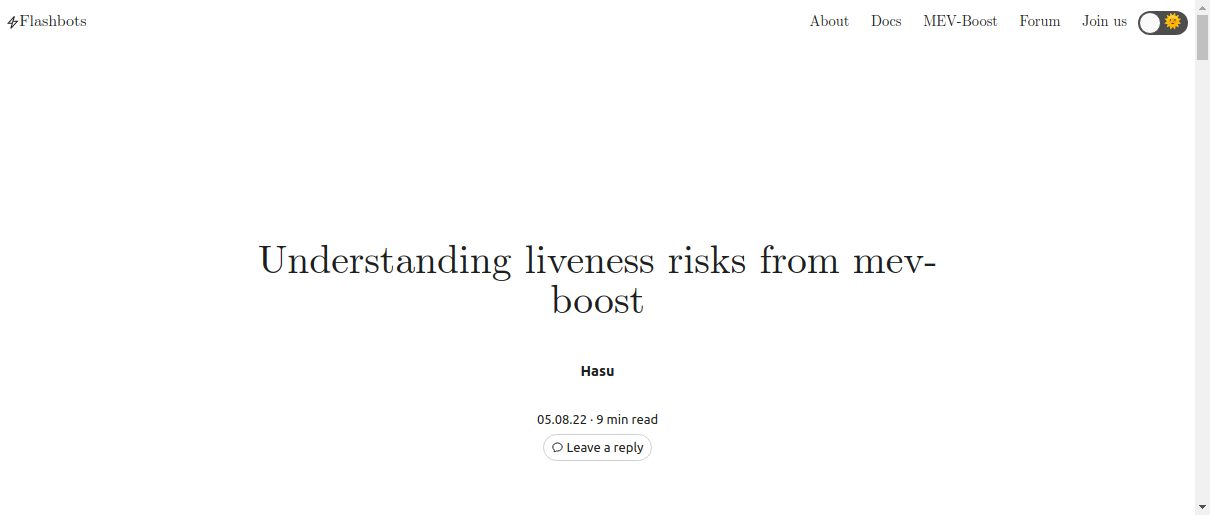 Flashbots About Docs MEV-Boost Forum Join us
Understanding liveness risks from mev-
boost
Hasu
05.08.22 · 9 min read
Leave a reply